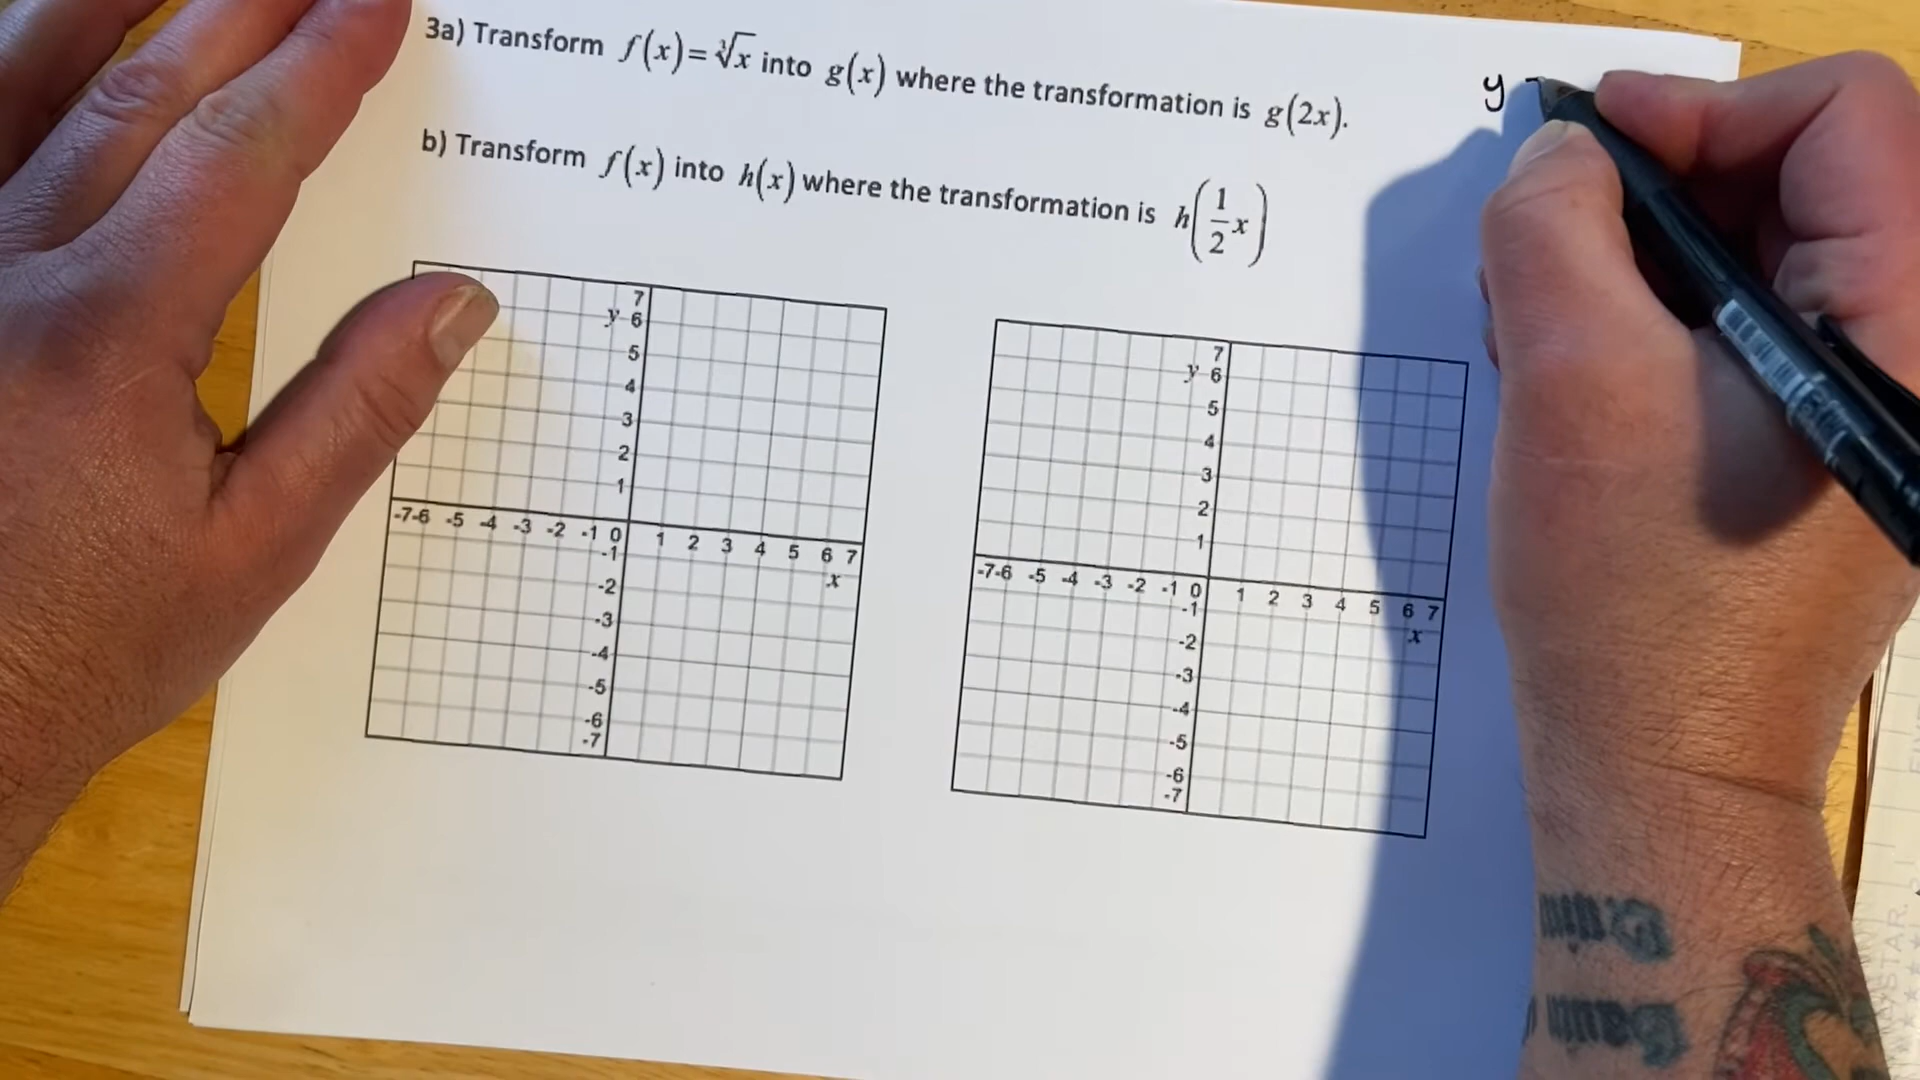 3a) Transform f(x)=∛x into g(x) where the transformation is g(2x).
y
b) Transform f(x) into h(x) where the transformation is h(1/2 x)
7
y 6
5
4
3
2
1
-7 -6 -5 -4 -3 -2 -1 0 1 2 3 4 5 6 7
x
-1
-2
-3
-4
-5
-6
-7
7
y 6
5
4
3
2
1
-7 -6 -5 -4 -3 -2 -1 0 1 2 3 4 5 6 7
x
-1
-2
-3
-4
-5
-6
-7